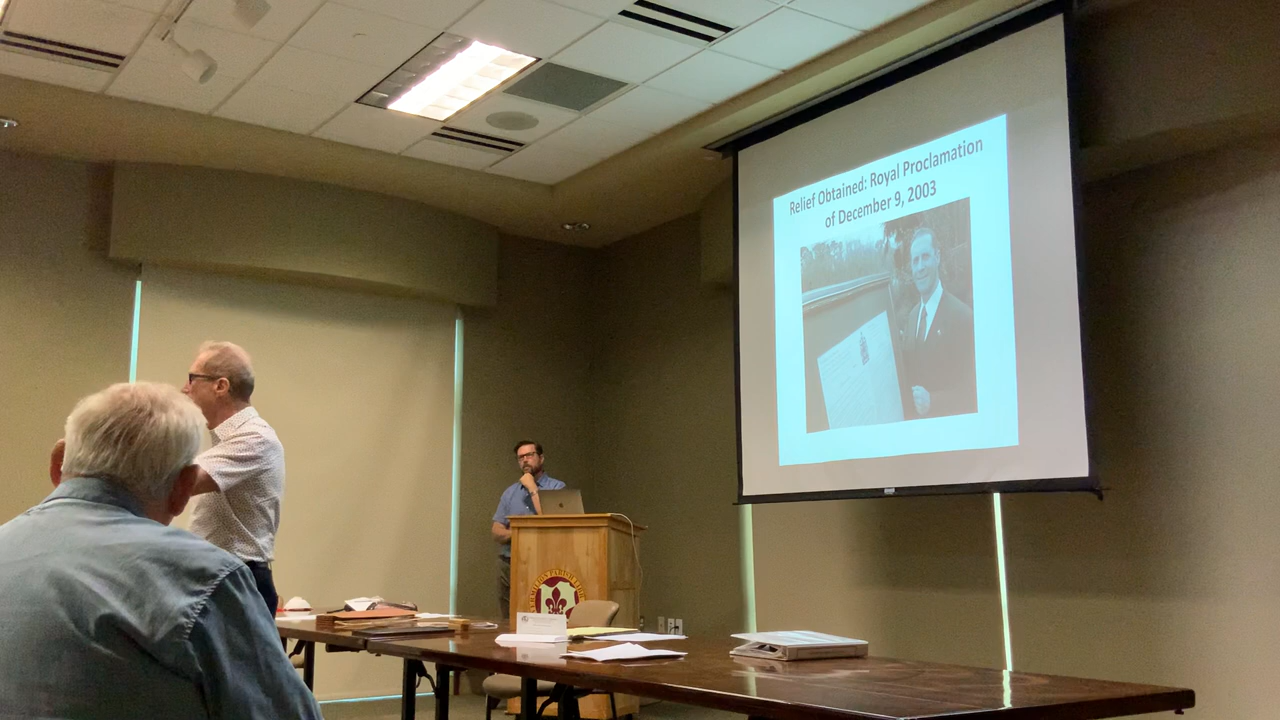 Relief Obtained: Royal Proclamation
of December 9, 2003